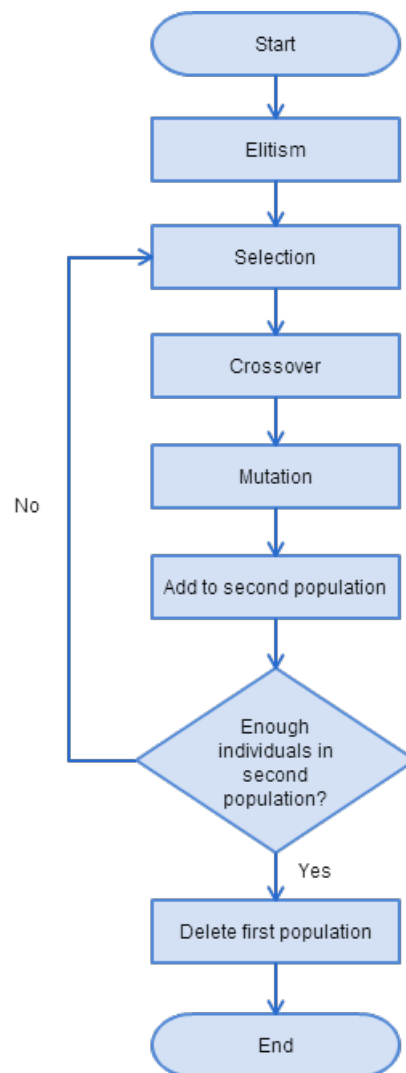 Start
Elitism
Selection
Crossover
Mutation
No
Add to second population
Enough
individuals in
second
population?
Yes
Delete first population
End